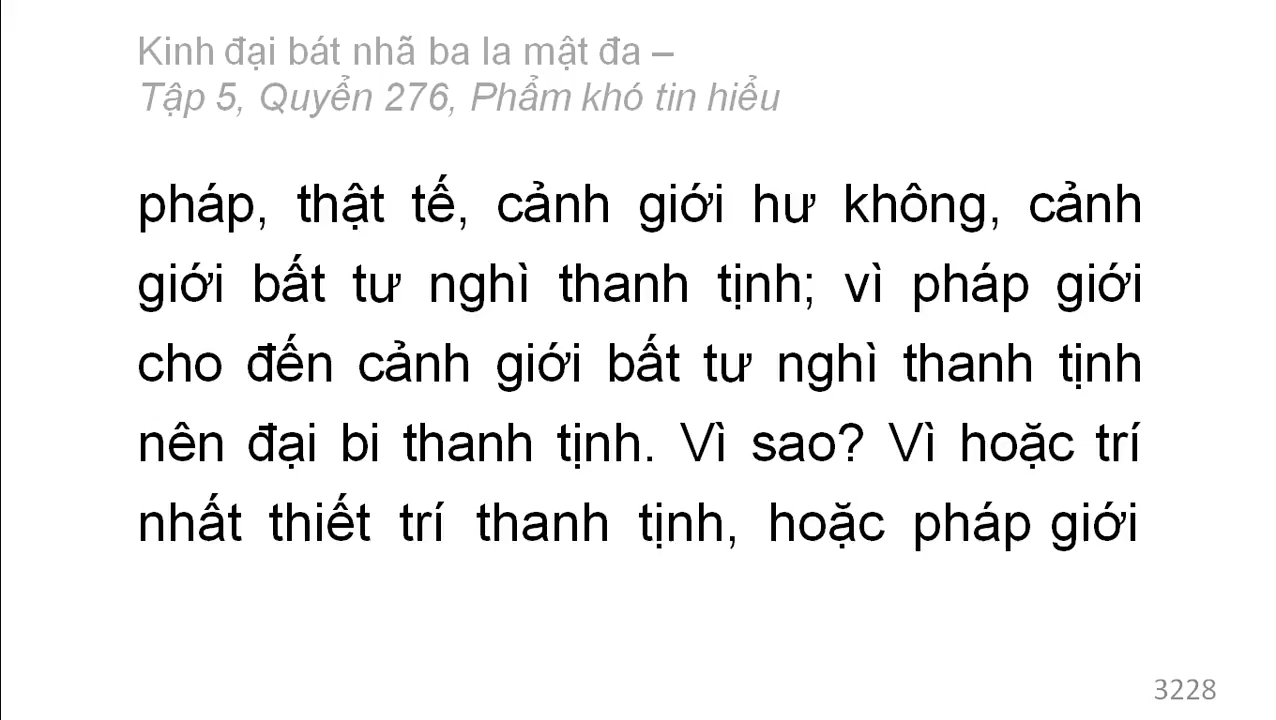 Kinh đại bát nhã ba la mật đa –
Tập 5, Quyển 276, Phẩm khó tin hiểu
pháp, thật tế, cảnh giới hư không, cảnh
giới bất tư nghì thanh tịnh; vì pháp giới
cho đến cảnh giới bất tư nghì thanh tịnh
nên đại bi thanh tịnh. Vì sao? Vì hoặc trí
nhất thiết trí thanh tịnh, hoặc pháp giới
3228